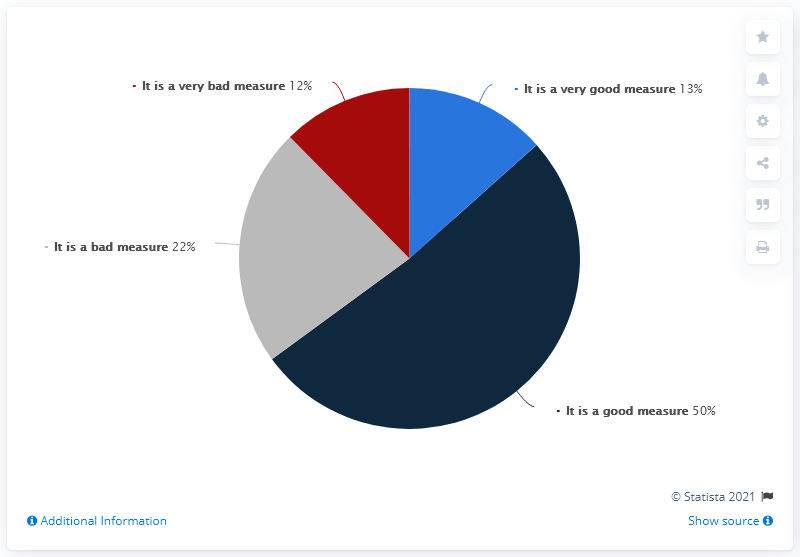 It is a very bad measure 12%
It is a very good measure 13%
It is a bad measure 22%
It is a good measure 50%
© Statista 2021
Additional Information
Show source